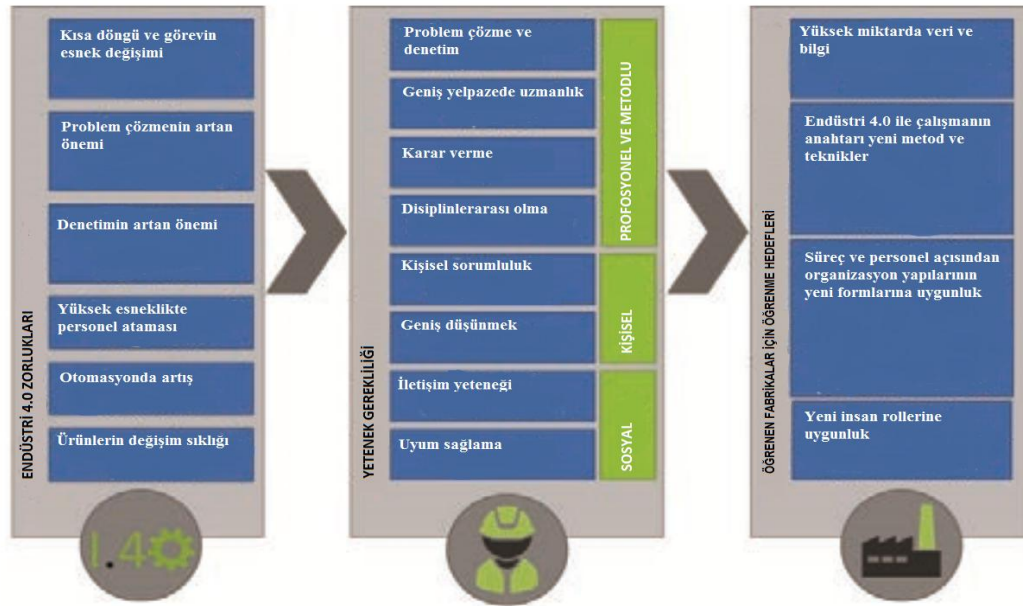 ENDÜSTRİ 4.0 ZORLUKLARI
Kısa döngü ve görevin
esnek değişimi
Problem çözmenin artan
önemi
Denetimin artan önemi
Yüksek esneklikte
personel ataması
Otomasyonda artış
Ürünlerin değişim sıklığı
I.4
YETENEK GEREKLİLİĞİ
Problem çözme ve
denetim
Geniş yelpazede uzmanlık
Karar verme
Disiplinlerarası olma
PROFOSYONEL VE METODLU
Kişisel sorumluluk
Geniş düşünmek
KİŞİSEL
İletişim yeteneği
Uyum sağlama
SOSYAL
ÖĞRENEN FABRİKALAR İÇİN ÖĞRENME HEDEFLERİ
Yüksek miktarda veri ve
bilgi
Endüstri 4.0 ile çalışmanın
anahtarı yeni metod ve
teknikler
Süreç ve personel açısından
organizasyon yapılarının
yeni formlarına uygunluk
Yeni insan rollerine
uygunluk